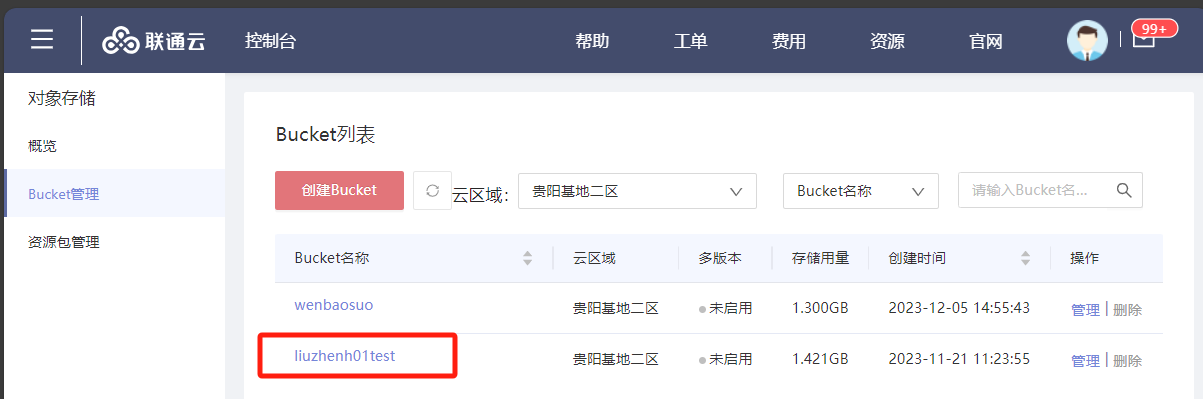 联通云 控制台 帮助 工单 费用 资源 官网 99+
对象存储
概览
Bucket管理
资源包管理
Bucket列表
创建Bucket 云区域: 贵阳基地二区 Bucket名称 请输入Bucket名...
Bucket名称 云区域 多版本 存储用量 创建时间 操作
wenbaosuo 贵阳基地二区 未启用 1.300GB 2023-12-05 14:55:43 管理 | 删除
liuzhenh01test 贵阳基地二区 未启用 1.421GB 2023-11-21 11:23:55 管理 | 删除